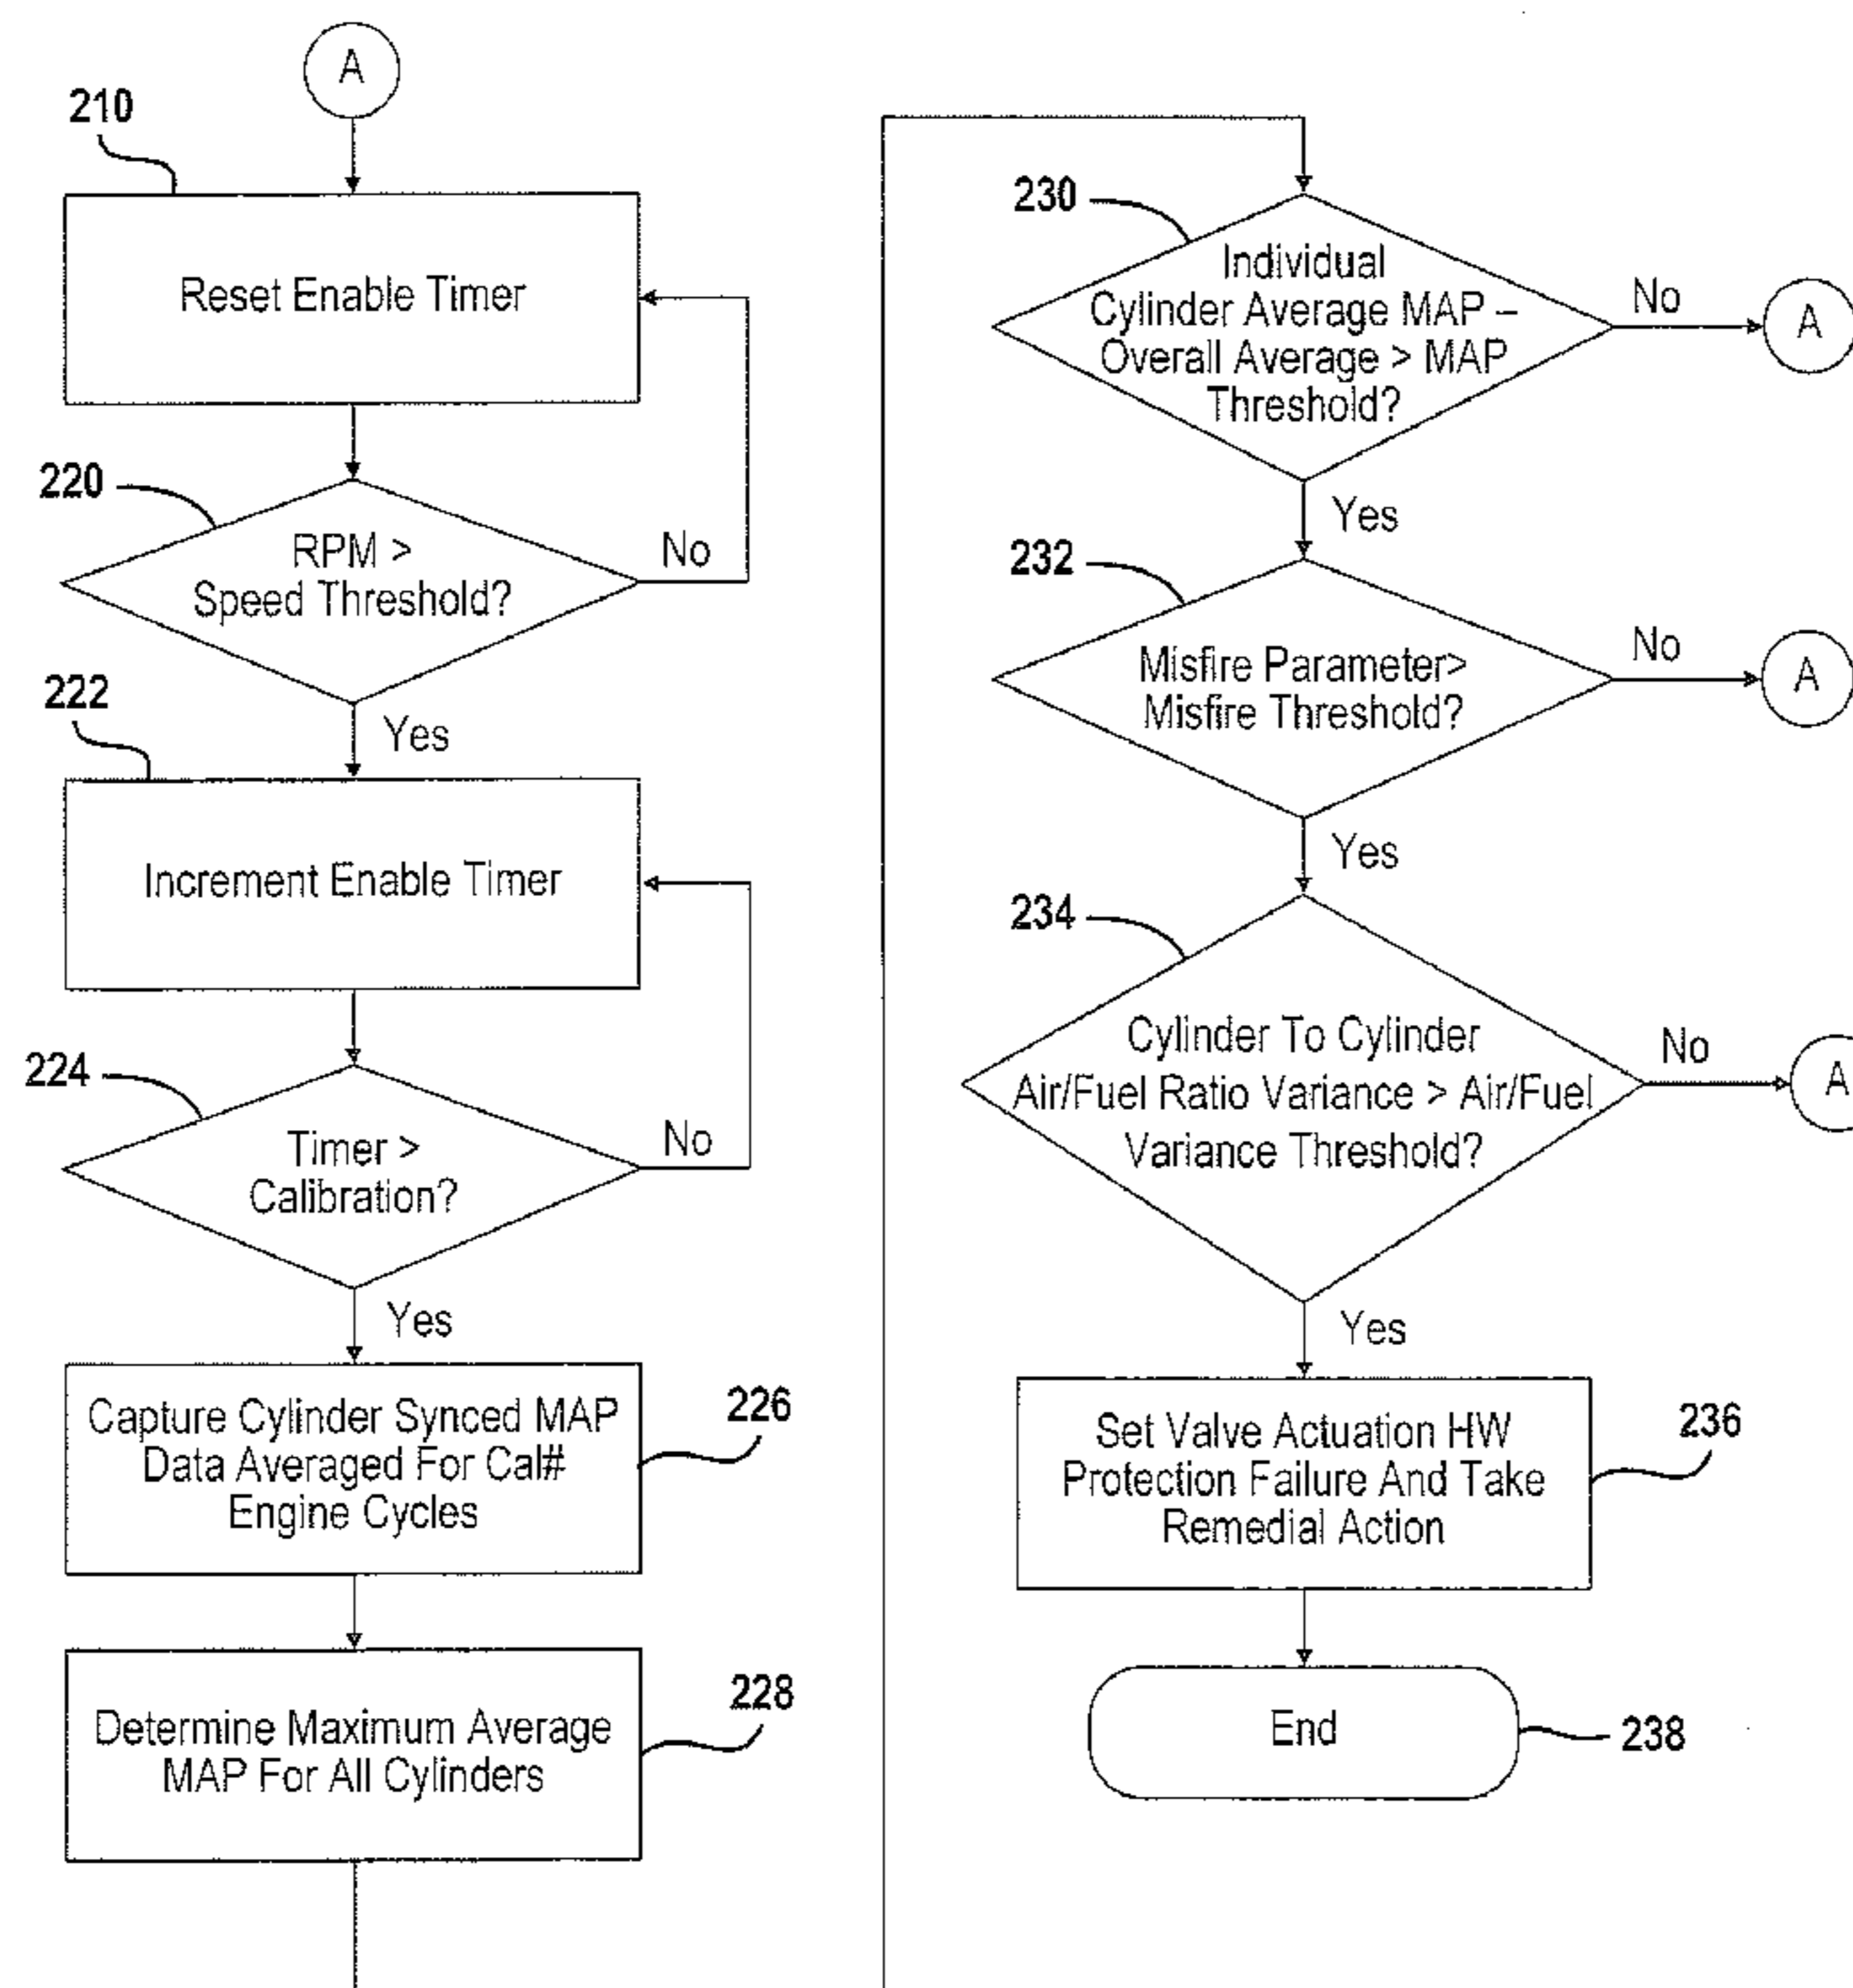 A
210
Reset Enable Timer
220
RPM >
Speed Threshold?
No
Yes
222
Increment Enable Timer
224
Timer >
Calibration?
No
Yes
Capture Cylinder Synced MAP
Data Averaged For Cal#
Engine Cycles
226
Determine Maximum Average
MAP For All Cylinders
228
230
Individual
Cylinder Average MAP –
Overall Average > MAP
Threshold?
No
A
Yes
232
Misfire Parameter>
Misfire Threshold?
No
A
Yes
234
Cylinder To Cylinder
Air/Fuel Ratio Variance > Air/Fuel
Variance Threshold?
No
A
Yes
Set Valve Actuation HW
Protection Failure And Take
Remedial Action
236
End
238